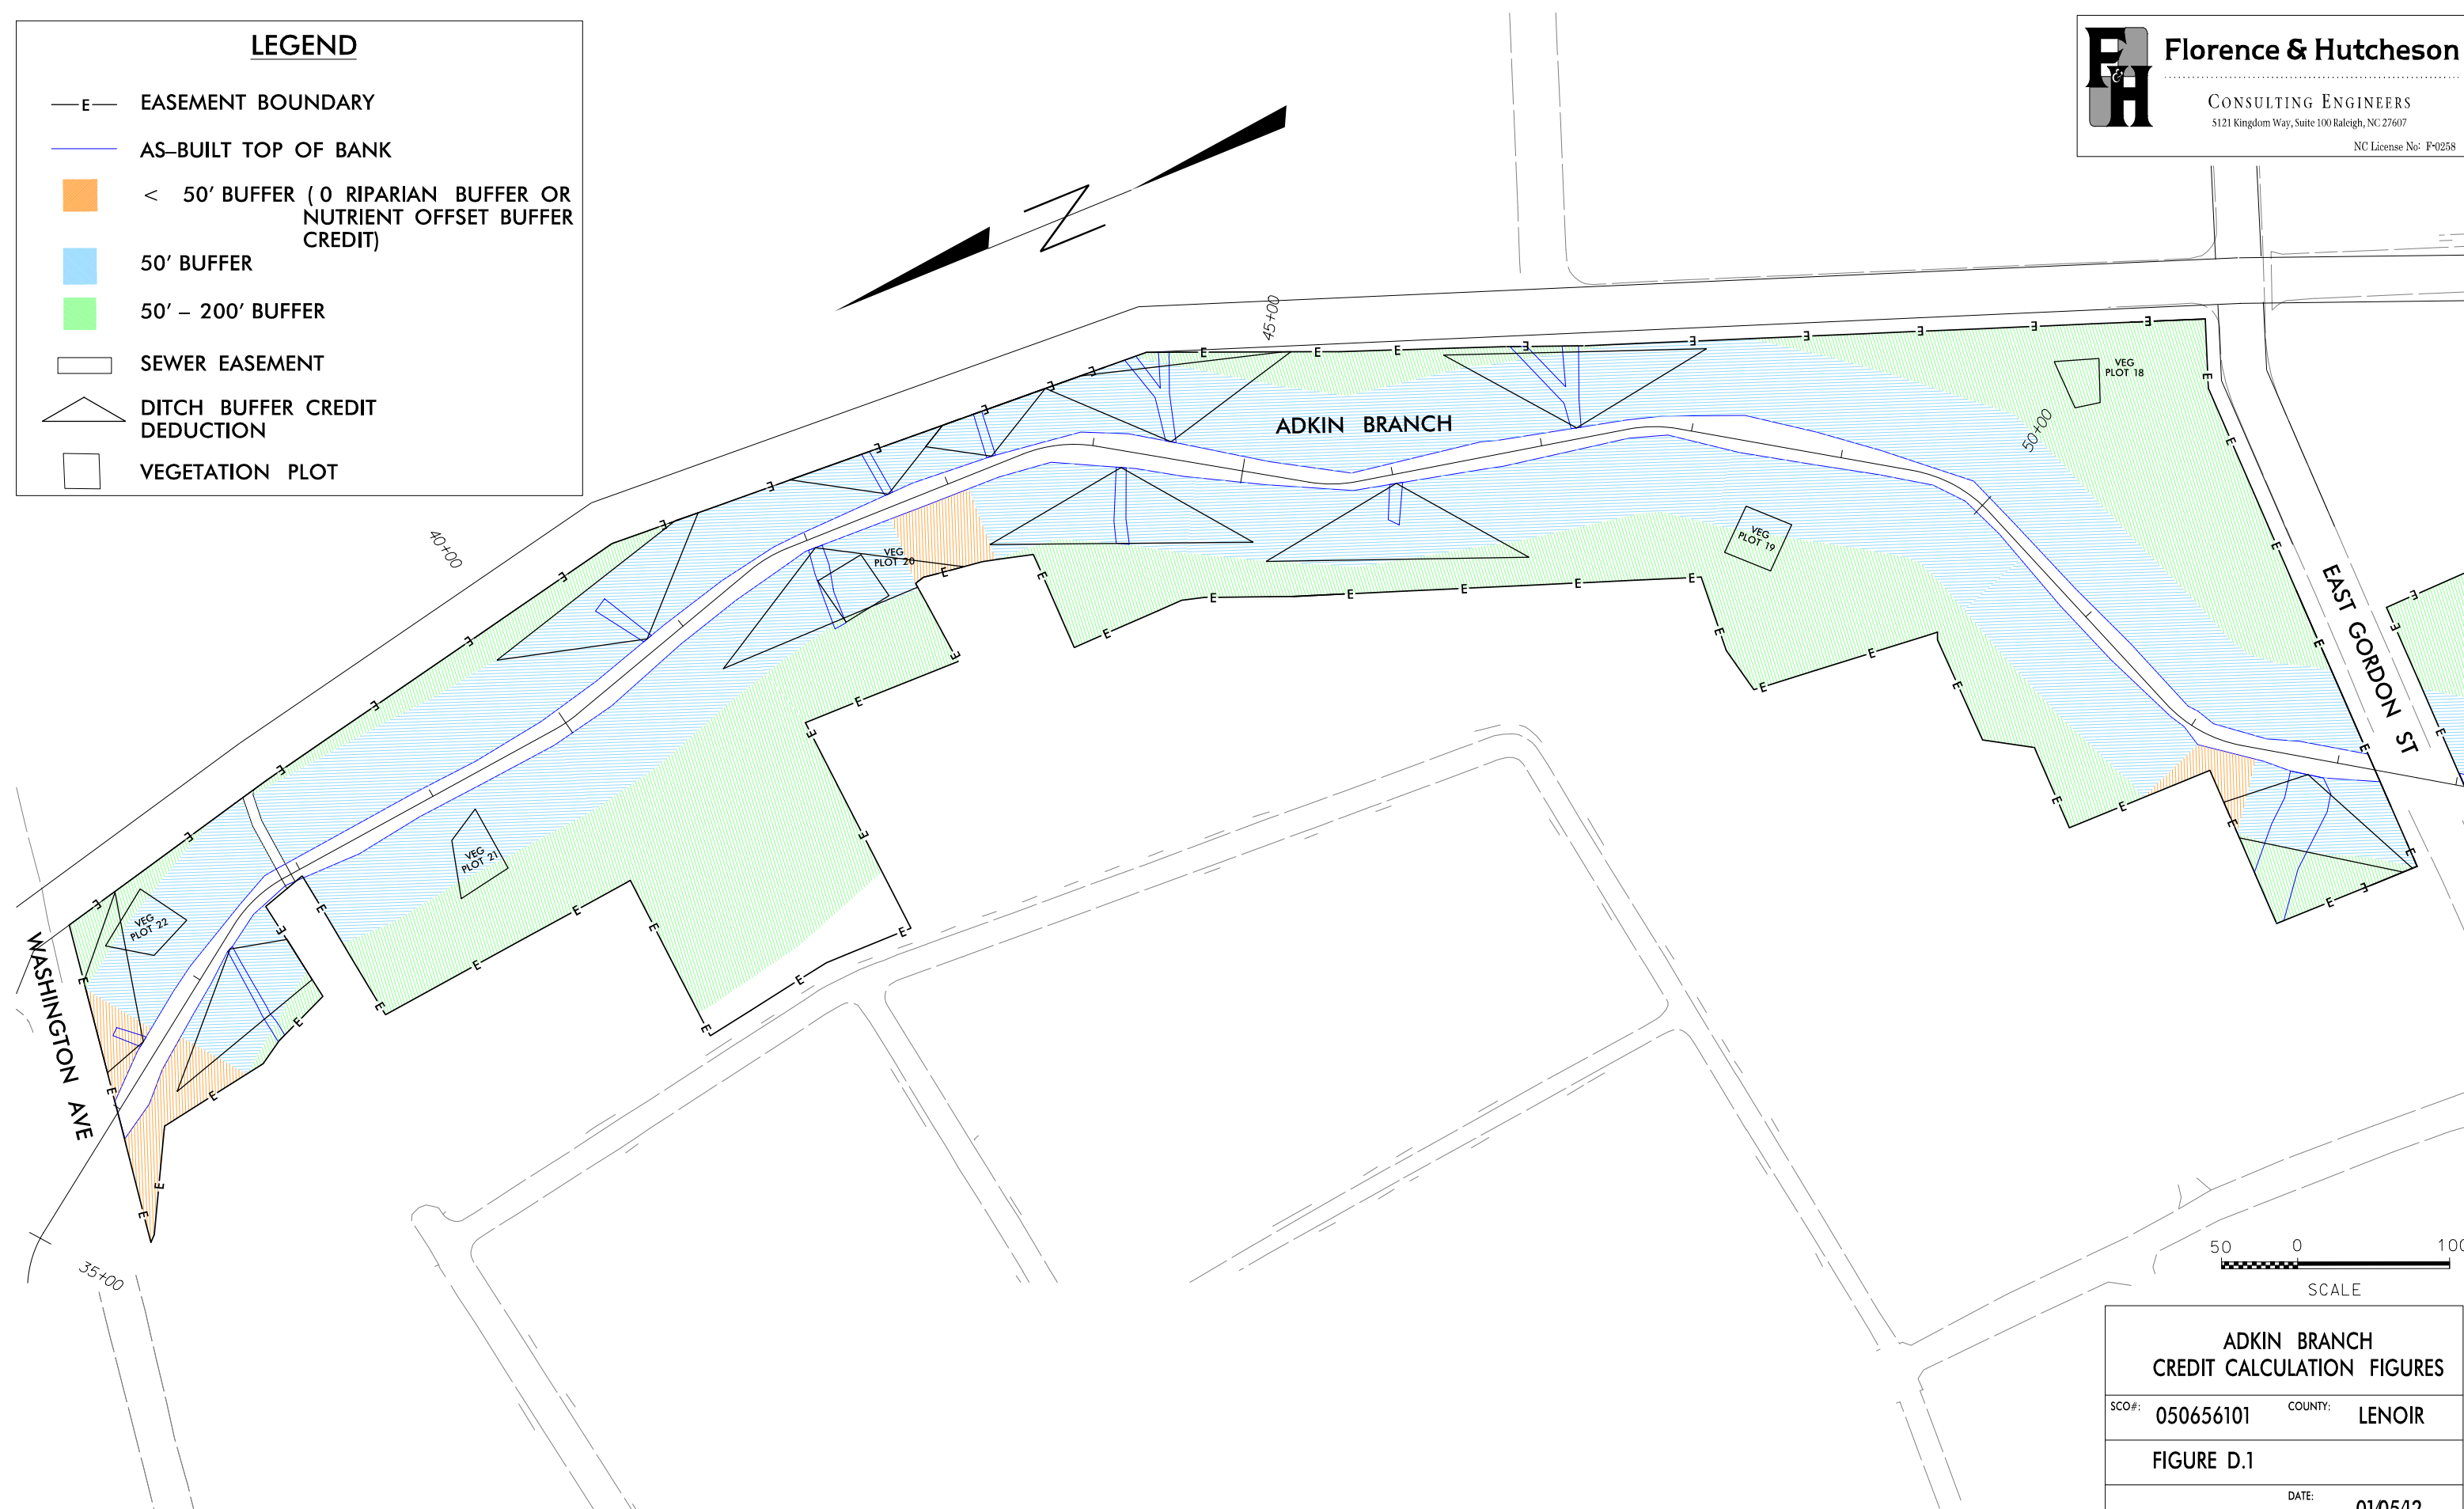 LEGEND
E EASEMENT BOUNDARY
AS-BUILT TOP OF BANK
< 50' BUFFER ( 0 RIPARIAN BUFFER OR
NUTRIENT OFFSET BUFFER
CREDIT)
50' BUFFER
50' - 200' BUFFER
SEWER EASEMENT
DITCH BUFFER CREDIT
DEDUCTION
VEGETATION PLOT
F&H
Florence & Hutcheson
CONSULTING ENGINEERS
5121 Kingdom Way, Suite 100 Raleigh, NC 27607
NC License No: F-0258
N
45+00
ADKIN BRANCH
VEG
PLOT 18
50+00
40+00
VEG
PLOT 20
VEG
PLOT 19
EAST GORDON ST
VEG
PLOT 21
VEG
PLOT 22
WASHINGTON AVE
35+00
50 0 100
SCALE
ADKIN BRANCH
CREDIT CALCULATION FIGURES
SCO#: 050656101 COUNTY: LENOIR
FIGURE D.1
DATE: 01/05/12